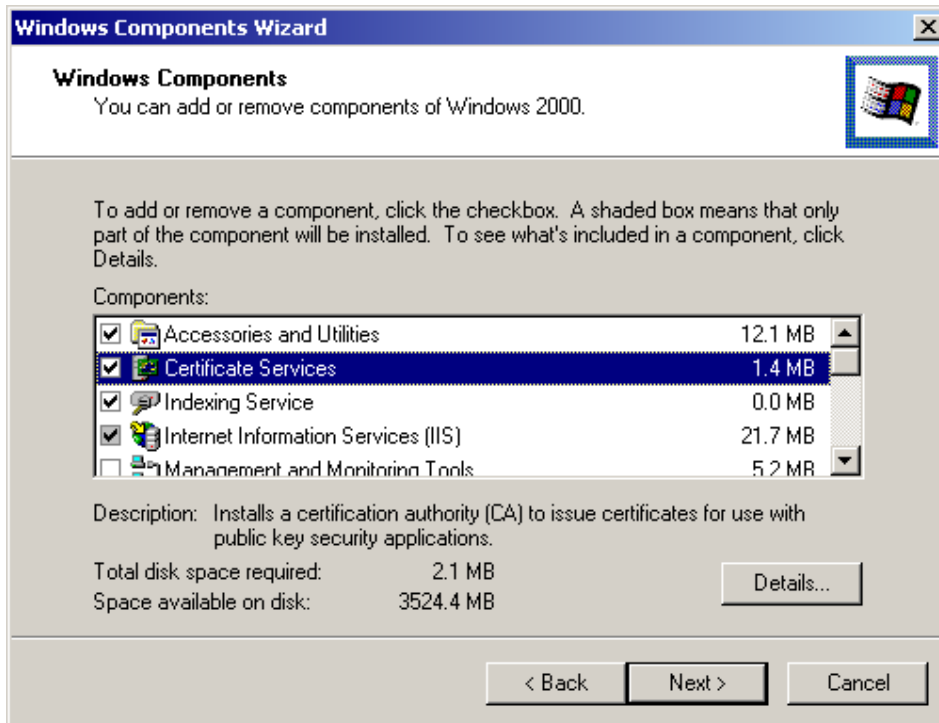 Windows Components Wizard
Windows Components
You can add or remove components of Windows 2000.
To add or remove a component, click the checkbox. A shaded box means that only
part of the component will be installed. To see what's included in a component, click
Details.
Components:
Accessories and Utilities 12.1 MB
Certificate Services 1.4 MB
Indexing Service 0.0 MB
Internet Information Services (IIS) 21.7 MB
Management and Monitoring Tools 5.2 MB
Description: Installs a certification authority (CA) to issue certificates for use with
public key security applications.
Total disk space required: 2.1 MB
Space available on disk: 3524.4 MB
Details...
< Back Next > Cancel